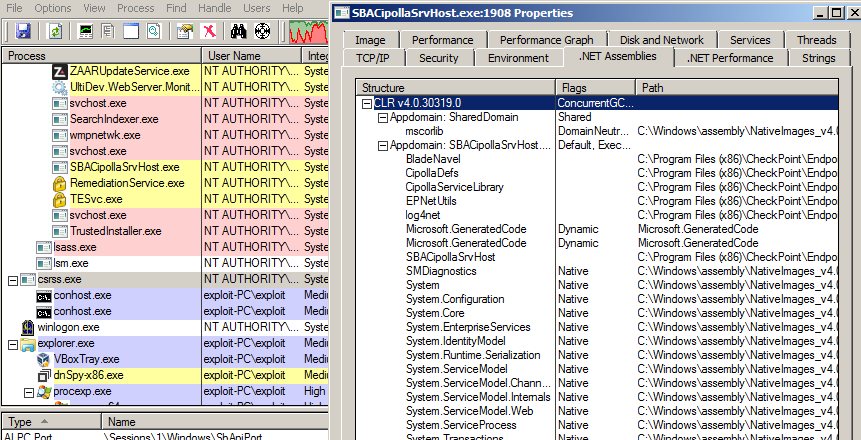 File Options View Process Find Handle Users Help
Process User Name Integ
ZAARUpdateService.exe NT AUTHORITY\... Syste
UltiDev.WebServer.Monit... NT AUTHORITY\... Syste
svchost.exe NT AUTHORITY\... Syste
SearchIndexer.exe NT AUTHORITY\... Syste
wmpnetwk.exe NT AUTHORITY\... Syste
svchost.exe NT AUTHORITY\... Syste
SBACipollaSrvHost.exe NT AUTHORITY\... Syste
RemediationService.exe NT AUTHORITY\... Syste
TESvc.exe NT AUTHORITY\... Syste
svchost.exe NT AUTHORITY\... Syste
TrustedInstaller.exe NT AUTHORITY\... Syste
lsass.exe NT AUTHORITY\... Syste
lsm.exe NT AUTHORITY\... Syste
csrss.exe NT AUTHORITY\... Syste
conhost.exe exploit-PC\exploit Mediu
conhost.exe exploit-PC\exploit Mediu
winlogon.exe NT AUTHORITY\... Syste
explorer.exe exploit-PC\exploit Mediu
VBoxTray.exe exploit-PC\exploit Mediu
dnSpy-x86.exe exploit-PC\exploit Mediu
procexp.exe exploit-PC\exploit High
Type Name
ALPC Port \Sessions\1\Windows\ShApiPort
SBACipollaSrvHost.exe:1908 Properties
Image Performance Performance Graph Disk and Network Services Threads
TCP/IP Security Environment .NET Assemblies .NET Performance Strings
Structure Flags Path
CLR v4.0.30319.0 ConcurrentGC...
Appdomain: SharedDomain Shared
mscorlib DomainNeutr... C:\Windows\assembly\NativeImages_v4.0
Appdomain: SBACipollaSrvHost.... Default, Exec...
BladeNavel C:\Program Files (x86)\CheckPoint\Endpo
CipollaDefs C:\Program Files (x86)\CheckPoint\Endpo
CipollaServiceLibrary C:\Program Files (x86)\CheckPoint\Endpo
EPNetUtils C:\Program Files (x86)\CheckPoint\Endpo
log4net C:\Program Files (x86)\CheckPoint\Endpo
Microsoft.GeneratedCode Dynamic Microsoft.GeneratedCode
Microsoft.GeneratedCode Dynamic Microsoft.GeneratedCode
SBACipollaSrvHost C:\Program Files (x86)\CheckPoint\Endpo
SMDiagnostics Native C:\Windows\assembly\NativeImages_v4.0
System Native C:\Windows\assembly\NativeImages_v4.0
System.Configuration Native C:\Windows\assembly\NativeImages_v4.0
System.Core Native C:\Windows\assembly\NativeImages_v4.0
System.EnterpriseServices Native C:\Windows\assembly\NativeImages_v4.0
System.IdentityModel Native C:\Windows\assembly\NativeImages_v4.0
System.Runtime.Serialization Native C:\Windows\assembly\NativeImages_v4.0
System.ServiceModel Native C:\Windows\assembly\NativeImages_v4.0
System.ServiceModel.Chann... Native C:\Windows\assembly\NativeImages_v4.0
System.ServiceModel.Internals Native C:\Windows\assembly\NativeImages_v4.0
System.ServiceModel.Web Native C:\Windows\assembly\NativeImages_v4.0
System.ServiceProcess Native C:\Windows\assembly\NativeImages_v4.0
System.Transactions Native C:\Windows\assembly\NativeImages_v4.0